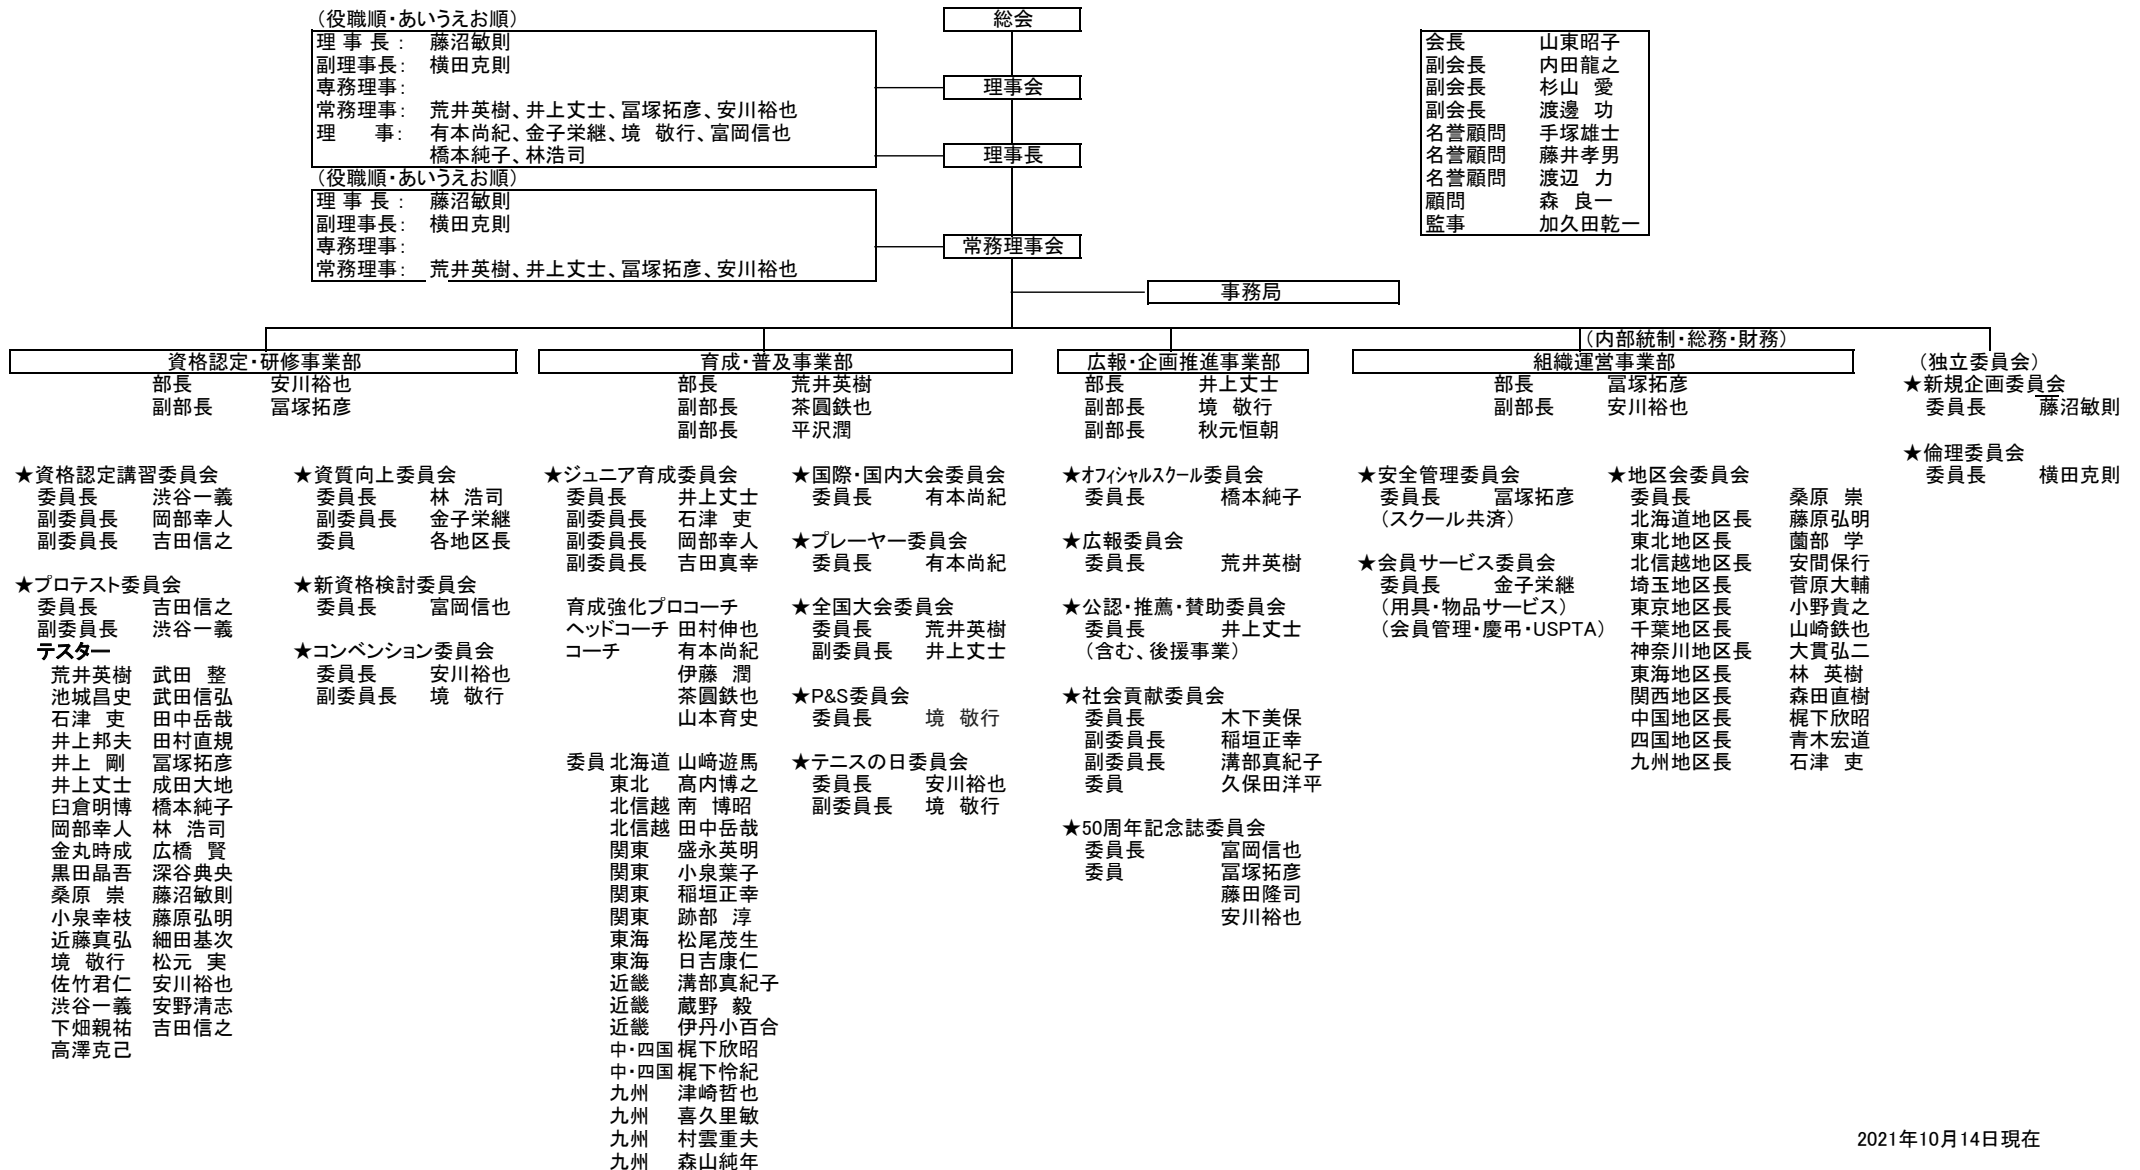 （役職順・あいうえお順）
理 事 長 ： 藤沼敏則
副理事長： 横田克則
専務理事：
常務理事： 荒井英樹、井上丈士、冨塚拓彦、安川裕也
理　　事： 有本尚紀、金子栄継、境 敬行、富岡信也
橋本純子、林浩司
（役職順・あいうえお順）
理 事 長 ： 藤沼敏則
副理事長： 横田克則
専務理事：
常務理事： 荒井英樹、井上丈士、冨塚拓彦、安川裕也
総会
理事会
理事長
常務理事会
事務局
会長 山東昭子
副会長 内田龍之
副会長 杉山 愛
副会長 渡邊 功
名誉顧問 手塚雄士
名誉顧問 藤井孝男
名誉顧問 渡辺 力
顧問 森 良一
監事 加久田乾一
資格認定・研修事業部
部長 安川裕也
副部長 冨塚拓彦
★資格認定講習委員会
委員長 渋谷一義
副委員長 岡部幸人
副委員長 吉田信之
★プロテスト委員会
委員長 吉田信之
副委員長 渋谷一義
テスター
荒井英樹 武田 整
池城昌史 武田信弘
石津 吏 田中岳哉
井上邦夫 田村直規
井上 剛 冨塚拓彦
井上丈士 成田大地
臼倉明博 橋本純子
岡部幸人 林 浩司
金丸時成 広橋 賢
黒田晶吾 深谷典央
桑原 崇 藤沼敏則
小泉幸枝 藤原弘明
近藤真弘 細田基次
境 敬行 松元 実
佐竹君仁 安川裕也
渋谷一義 安野清志
下畑親祐 吉田信之
高澤克己
★資質向上委員会
委員長 林 浩司
副委員長 金子栄継
委員 各地区長
★新資格検討委員会
委員長 富岡信也
★コンベンション委員会
委員長 安川裕也
副委員長 境 敬行
育成・普及事業部
部長 荒井英樹
副部長 茶圓鉄也
副部長 平沢潤
★ジュニア育成委員会
委員長 井上丈士
副委員長 石津 吏
副委員長 岡部幸人
副委員長 吉田真幸
育成強化プロコーチ
ヘッドコーチ 田村伸也
コーチ 有本尚紀
伊藤 潤
茶圓鉄也
山本育史
委員 北海道 山﨑遊馬
東北 髙内博之
北信越 南 博昭
北信越 田中岳哉
関東 盛永英明
関東 小泉葉子
関東 稲垣正幸
関東 跡部 淳
東海 松尾茂生
東海 日吉康仁
近畿 溝部真紀子
近畿 蔵野 毅
近畿 伊丹小百合
中・四国 梶下欣昭
中・四国 梶下怜紀
九州 津崎哲也
九州 喜久里敏
九州 村雲重夫
九州 森山純年
★国際・国内大会委員会
委員長 有本尚紀
★プレーヤー委員会
委員長 有本尚紀
★全国大会委員会
委員長 荒井英樹
副委員長 井上丈士
★P&S委員会
委員長 境 敬行
★テニスの日委員会
委員長 安川裕也
副委員長 境 敬行
広報・企画推進事業部
部長 井上丈士
副部長 境 敬行
副部長 秋元恒朝
★ｵﾌｨｼｬﾙｽｸｰﾙ委員会
委員長 橋本純子
★広報委員会
委員長 荒井英樹
★公認・推薦・賛助委員会
委員長 井上丈士
（含む、後援事業）
★社会貢献委員会
委員長 木下美保
副委員長 稲垣正幸
副委員長 溝部真紀子
委員 久保田洋平
★50周年記念誌委員会
委員長 富岡信也
委員 冨塚拓彦
藤田隆司
安川裕也
（内部統制・総務・財務）
組織運営事業部
部長 冨塚拓彦
副部長 安川裕也
★安全管理委員会
委員長 冨塚拓彦
（スクール共済）
★会員サービス委員会
委員長 金子栄継
（用具・物品サービス）
（会員管理・慶弔・USPTA）
★地区会委員会
委員長 桑原 崇
北海道地区長 藤原弘明
東北地区長 薗部 学
北信越地区長 安間保行
埼玉地区長 菅原大輔
東京地区長 小野貴之
千葉地区長 山崎鉄也
神奈川地区長 大貫弘二
東海地区長 林 英樹
関西地区長 森田直樹
中国地区長 梶下欣昭
四国地区長 青木宏道
九州地区長 石津 吏
（独立委員会）
★新規企画委員会
委員長 藤沼敏則
★倫理委員会
委員長 横田克則
2021年10月14日現在